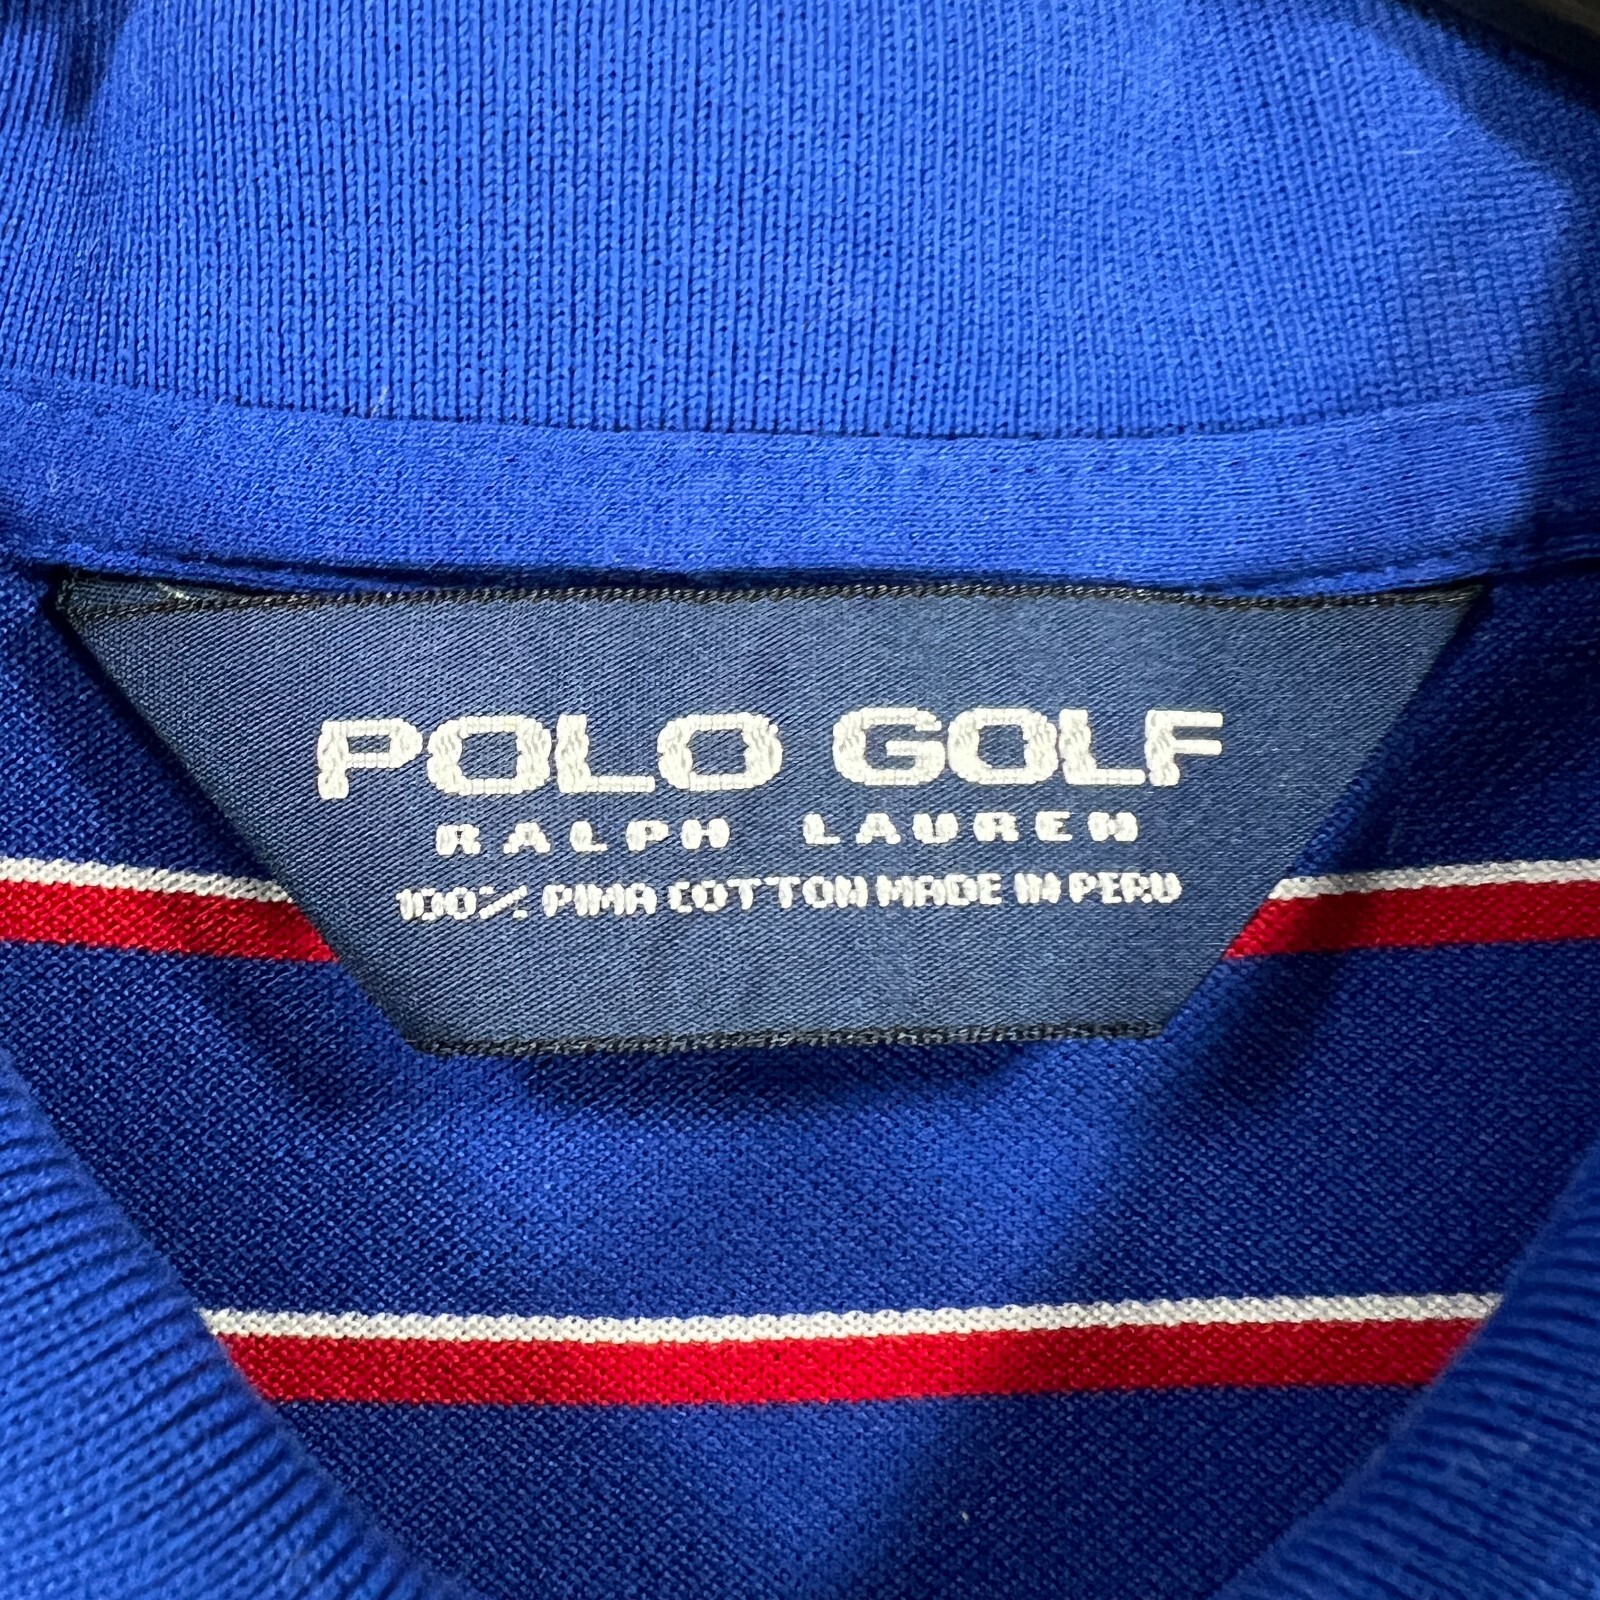 POLO GOLF
RALPH LAUREN
100% PIMA COTTON MADE IN PERU